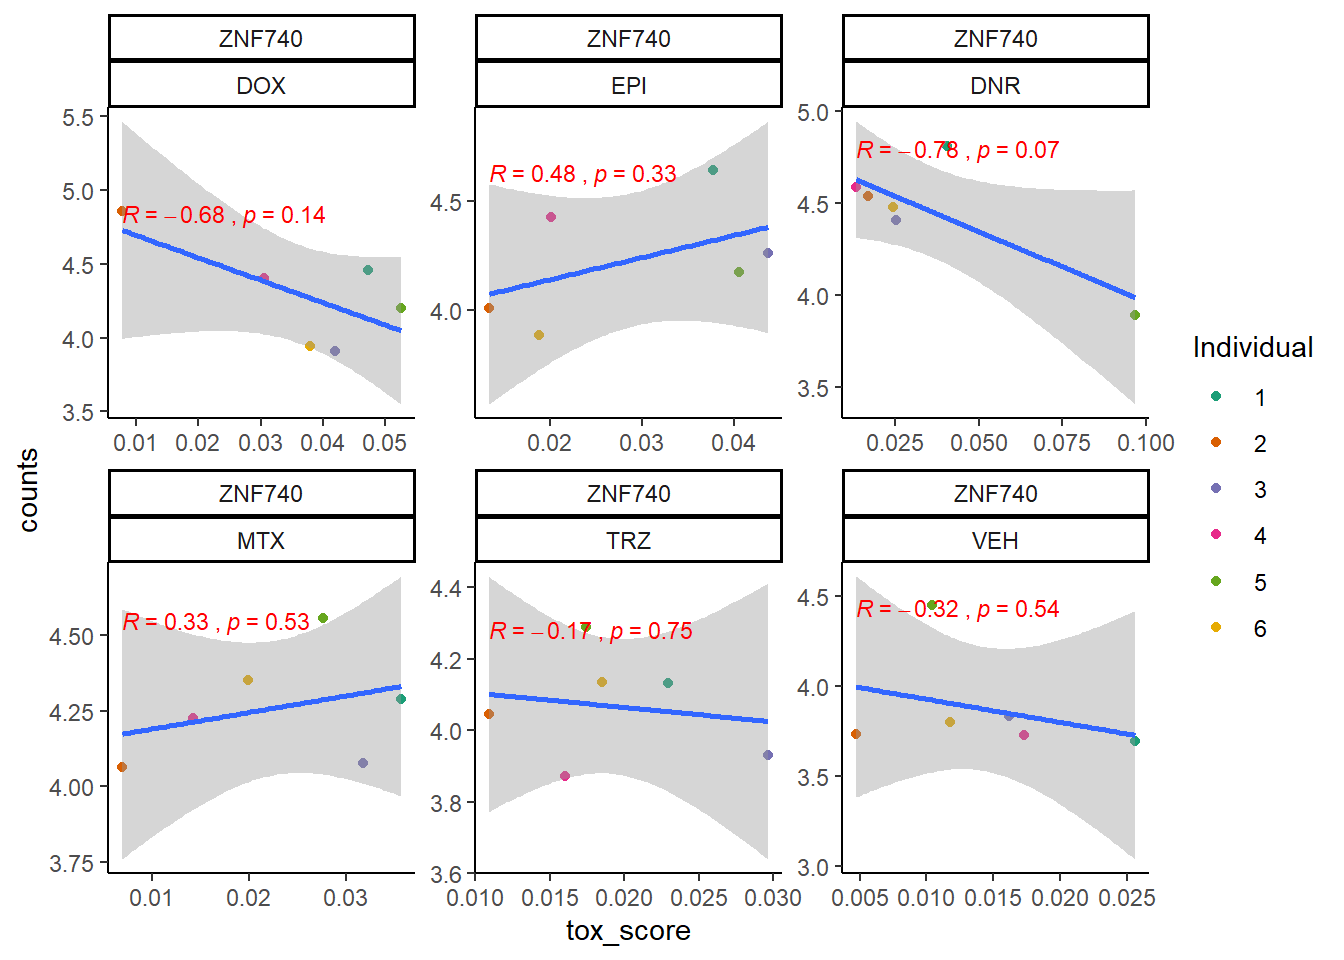 ZNF740 ZNF740 ZNF740
DOX EPI DNR
R = −0.68 , p = 0.14
R = 0.48 , p = 0.33
R = −0.78 , p = 0.07
5.5
5.0
4.5
4.0
3.5
4.5
4.0
5.0
4.5
4.0
3.5
0.01 0.02 0.03 0.04 0.05
0.02 0.03 0.04
0.025 0.050 0.075 0.100
ZNF740 ZNF740 ZNF740
MTX TRZ VEH
R = 0.33 , p = 0.53
R = −0.17 , p = 0.75
R = −0.32 , p = 0.54
4.50
4.25
4.00
3.75
4.4
4.2
4.0
3.8
3.6
4.5
4.0
3.5
3.0
0.01 0.02 0.03
0.010 0.015 0.020 0.025 0.030
0.005 0.010 0.015 0.020 0.025
counts
tox_score
Individual
1
2
3
4
5
6